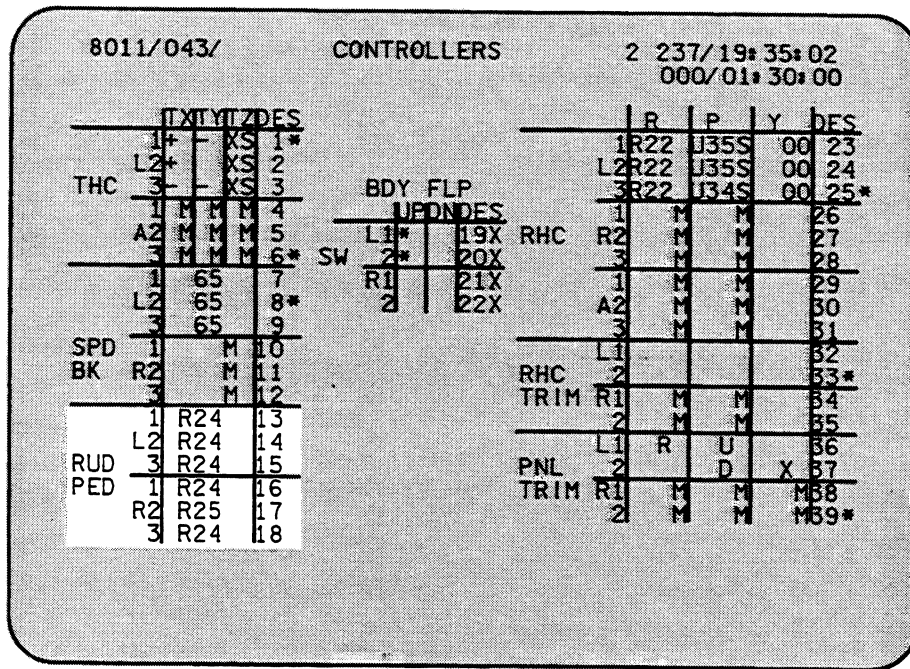 8011/043/ CONTROLLERS 2 237/19:35:02
000/01:30:00
TX TY TZ DES
1 + - XS 1*
L2 + XS 2
THC 3 - - XS 3
1 M M M 4
A2 M M M 5
3 M M M 6*
1 65 7
L2 65 8*
3 65 9
SPD 1 M 10
BK R2 M 11
3 M 12
1 R24 13
L2 R24 14
RUD 3 R24 15
PED 1 R24 16
R2 R25 17
3 R24 18
BDY FLP
UP DN DES
L1 * 19X
SW 2 * 20X
R1 21X
2 22X
R P Y DES
1 R22 U35S 00 23
L2 R22 U35S 00 24
3 R22 U34S 00 25*
1 M M 26
RHC R2 M M 27
3 M M 28
1 M M 29
A2 M M 30
3 M M 31
L1 32
RHC 2 33*
TRIM R1 M M 34
2 M M 35
L1 R U 36
PNL 2 D X 37
TRIM R1 M M M 38
2 M M M 39*